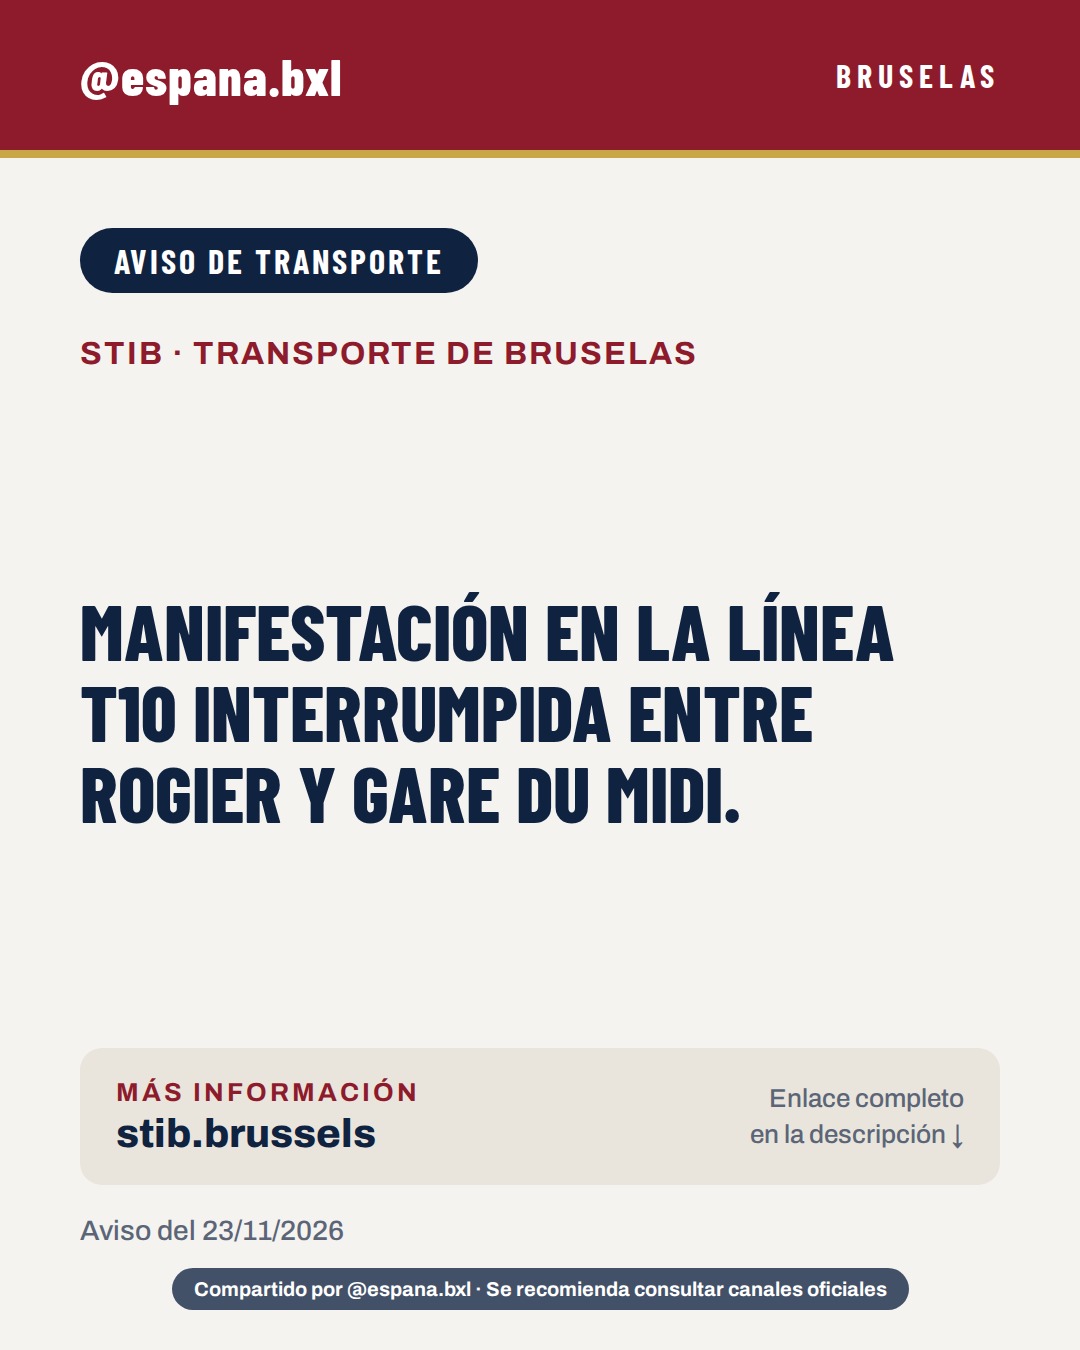 @espana.bxl
BRUSELAS
AVISO DE TRANSPORTE
STIB · TRANSPORTE DE BRUSELAS
MANIFESTACIÓN EN LA LÍNEA
T10 INTERRUMPIDA ENTRE
ROGIER Y GARE DU MIDI.
MÁS INFORMACIÓN
stib.brussels
Enlace completo
en la descripción ↓
Aviso del 23/11/2026
Compartido por @espana.bxl · Se recomienda consultar canales oficiales